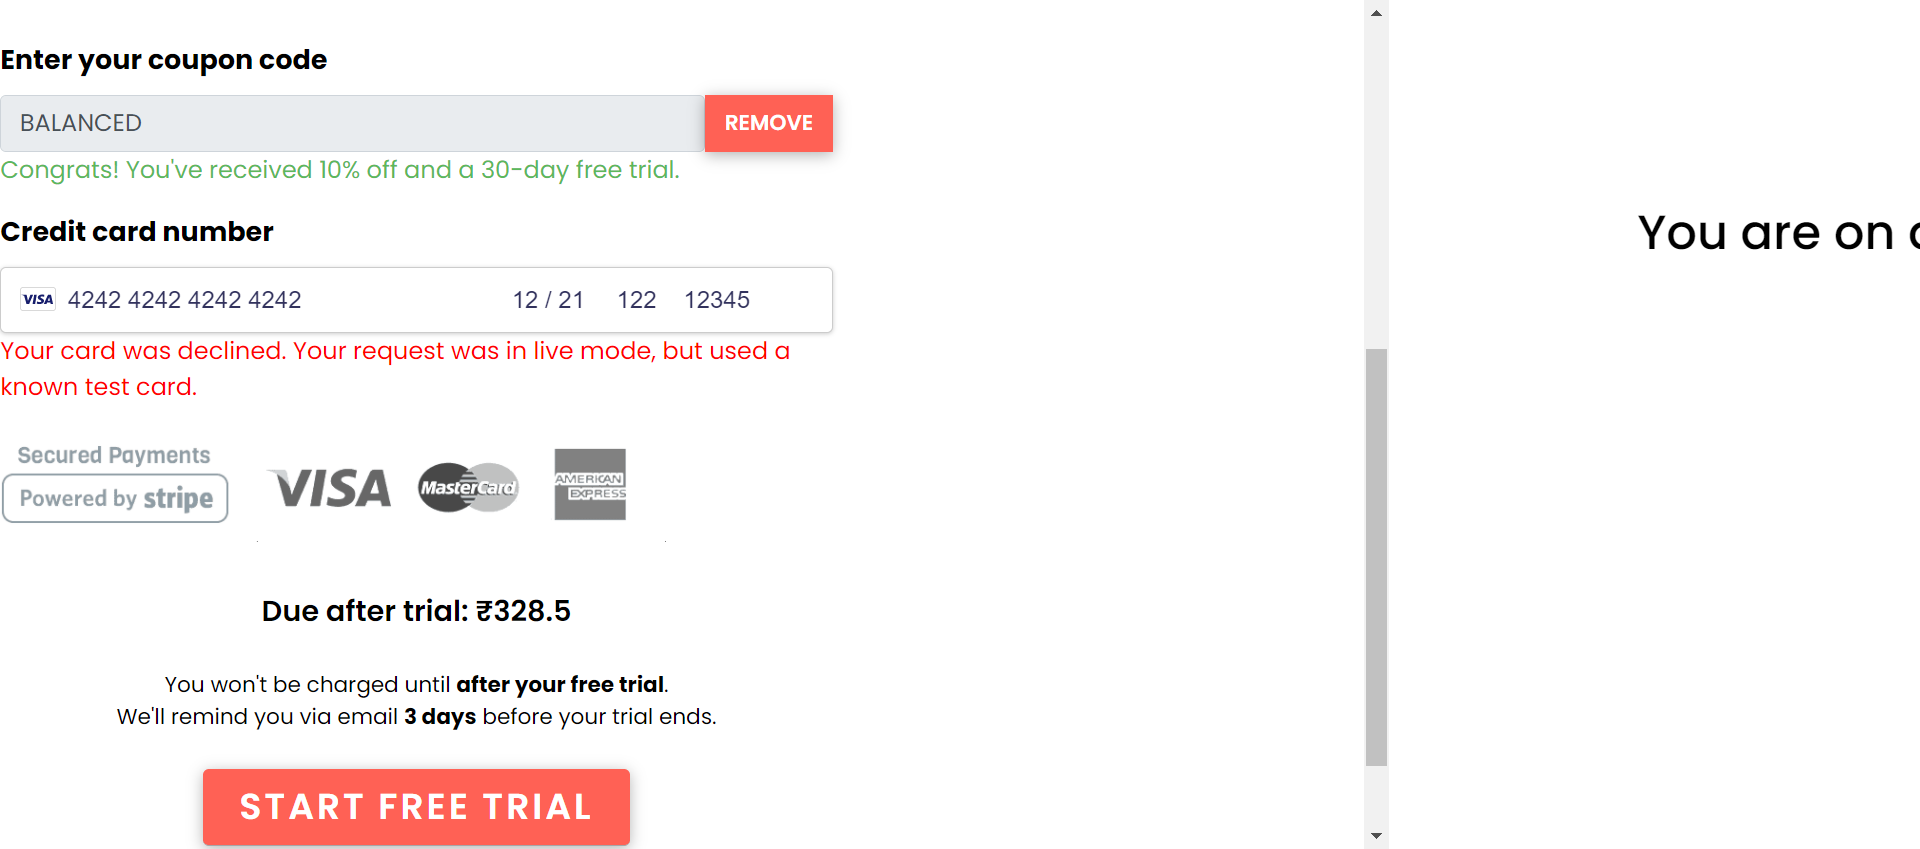 Enter your coupon code
BALANCED
REMOVE
Congrats! You've received 10% off and a 30-day free trial.
Credit card number
VISA 4242 4242 4242 4242 12 / 21 122 12345
Your card was declined. Your request was in live mode, but used a
known test card.
Secured Payments
Powered by stripe
VISA
MasterCard
AMERICAN
EXPRESS
Due after trial: ₹328.5
You won't be charged until after your free trial.
We'll remind you via email 3 days before your trial ends.
START FREE TRIAL
You are on